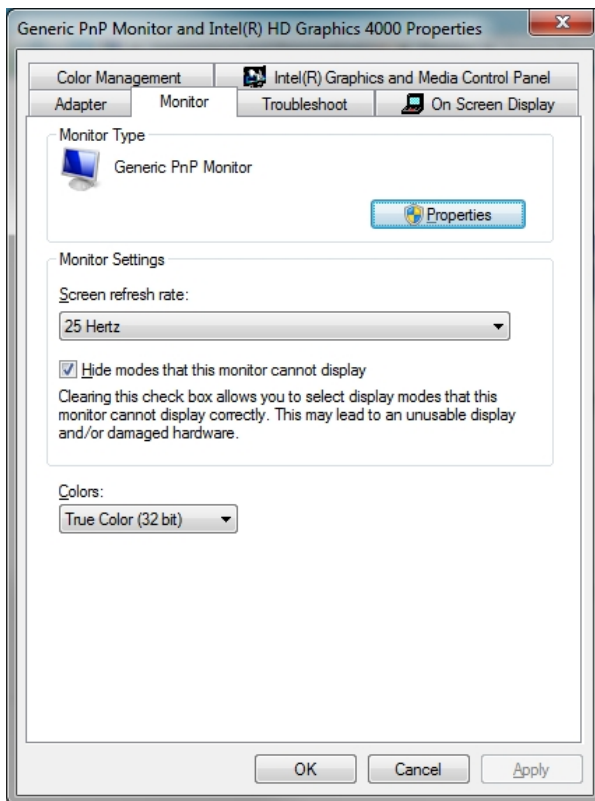 Generic PnP Monitor and Intel(R) HD Graphics 4000 Properties
Color Management
Intel(R) Graphics and Media Control Panel
Adapter
Monitor
Troubleshoot
On Screen Display
Monitor Type
Generic PnP Monitor
Properties
Monitor Settings
Screen refresh rate:
25 Hertz
Hide modes that this monitor cannot display
Clearing this check box allows you to select display modes that this
monitor cannot display correctly. This may lead to an unusable display
and/or damaged hardware.
Colors:
True Color (32 bit)
OK
Cancel
Apply